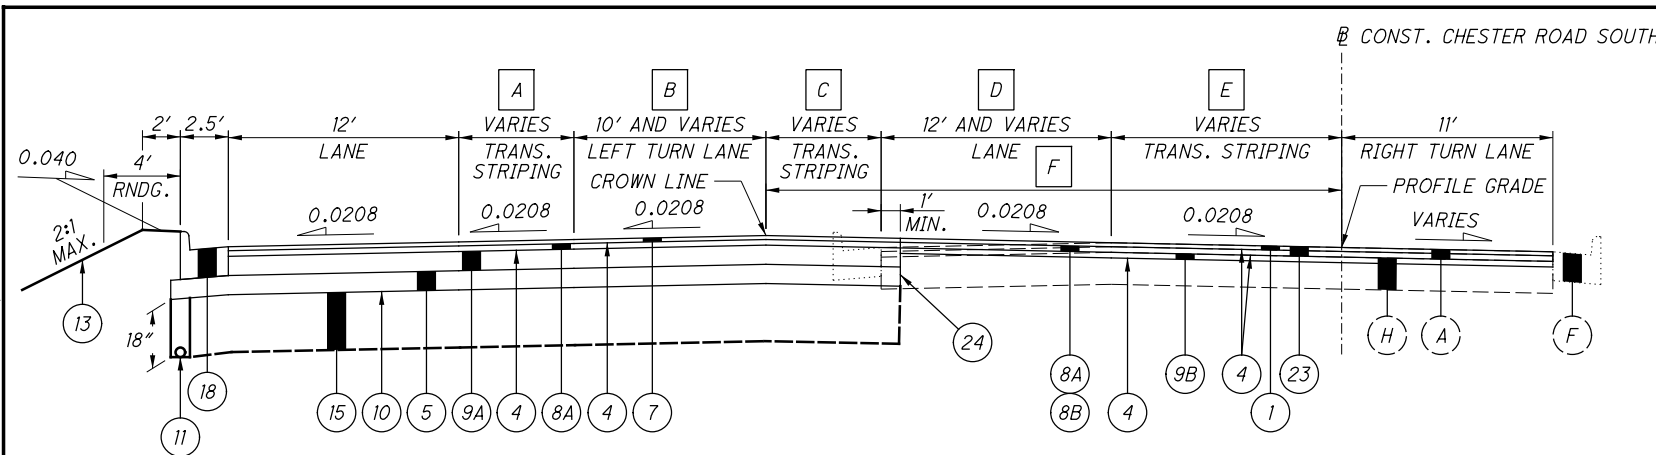 ℄ CONST. CHESTER ROAD SOUTH
A
B
C
D
E
2'
2.5'
12'
VARIES
10' AND VARIES
VARIES
12' AND VARIES
VARIES
11'
0.040
4'
RNDG.
LANE
TRANS.
STRIPING
LEFT TURN LANE
TRANS.
STRIPING
LANE
F
TRANS. STRIPING
RIGHT TURN LANE
CROWN LINE
PROFILE GRADE
0.0208
0.0208
0.0208
1'
MIN.
0.0208
0.0208
VARIES
2:1
MAX.
13
18"
11
18
15
10
5
9A
4
8A
4
7
24
8A
8B
4
9B
4
1
23
H
A
F